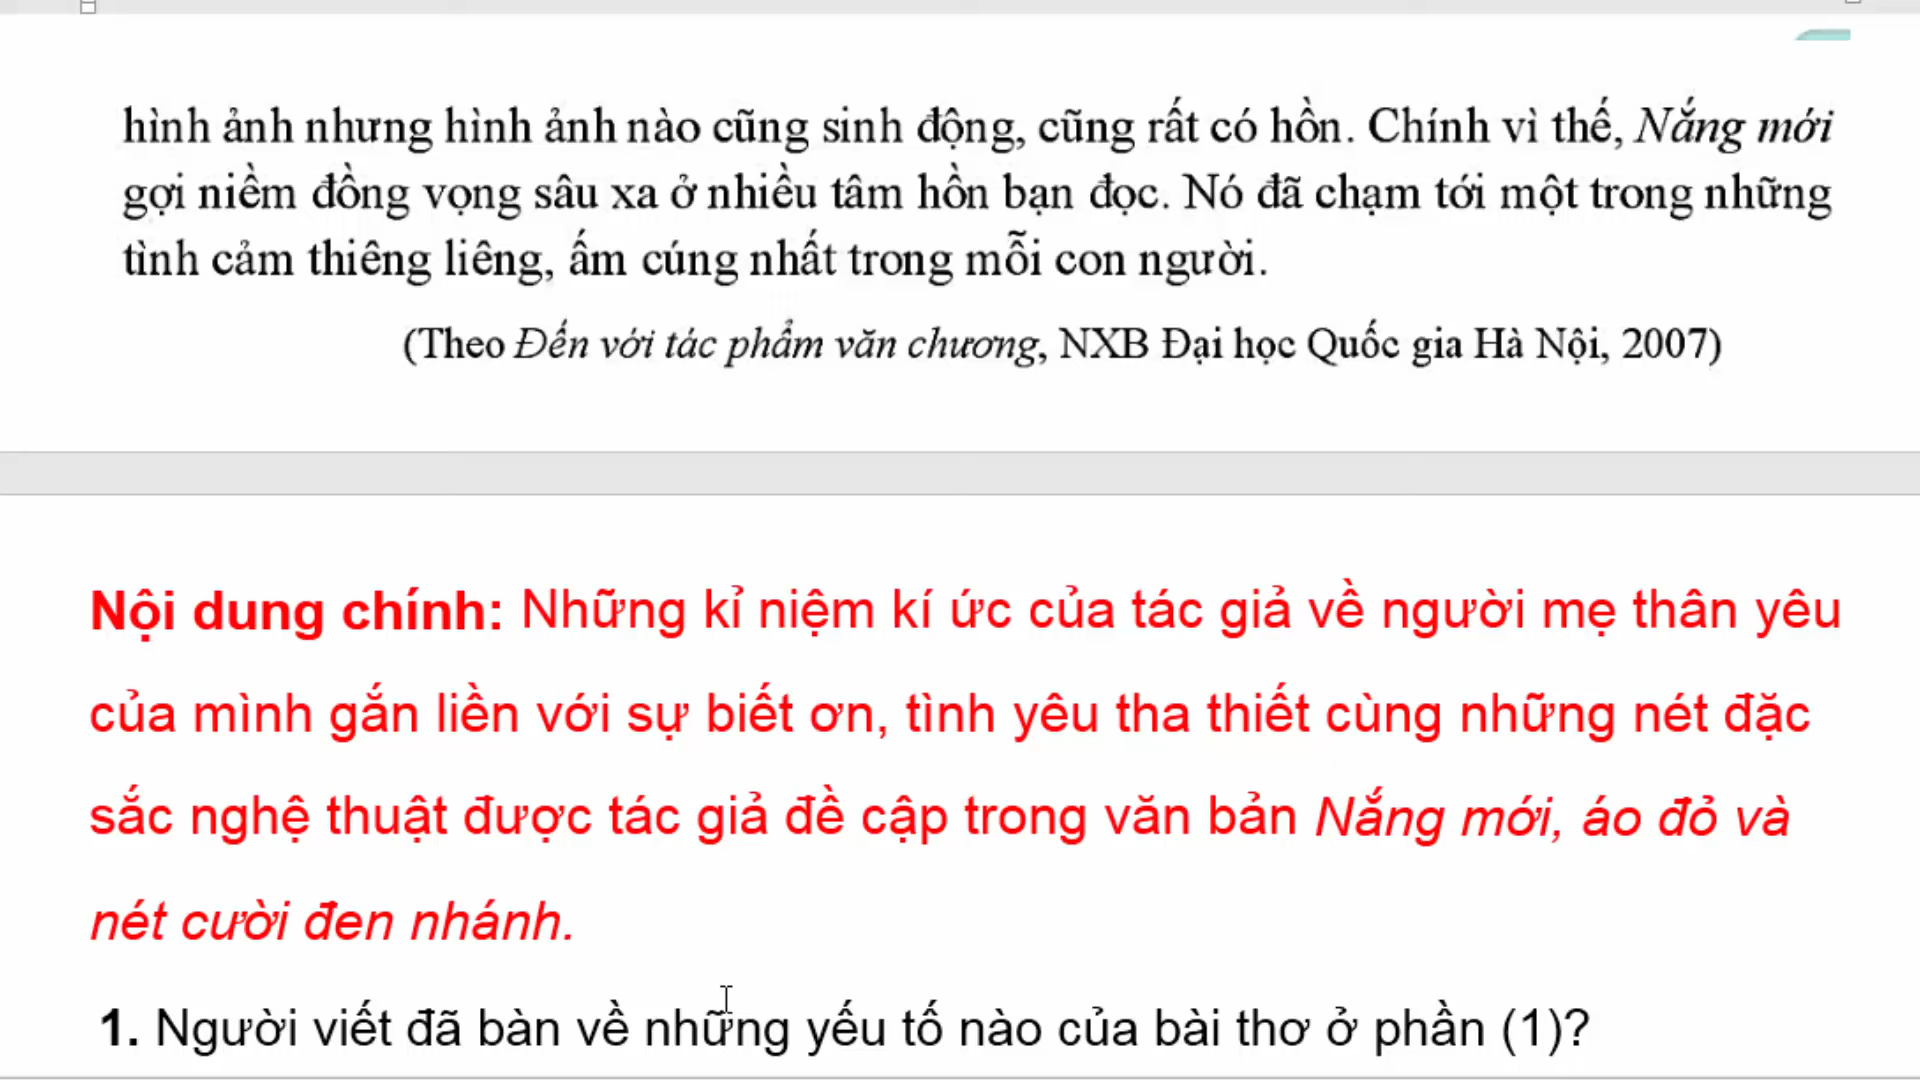 hình ảnh nhưng hình ảnh nào cũng sinh động, cũng rất có hồn. Chính vì thế, Nắng mới
gợi niềm đồng vọng sâu xa ở nhiều tâm hồn bạn đọc. Nó đã chạm tới một trong những
tình cảm thiêng liêng, ấm cúng nhất trong mỗi con người.
(Theo Đến với tác phẩm văn chương, NXB Đại học Quốc gia Hà Nội, 2007)
Nội dung chính: Những kỉ niệm kí ức của tác giả về người mẹ thân yêu
của mình gắn liền với sự biết ơn, tình yêu tha thiết cùng những nét đặc
sắc nghệ thuật được tác giả đề cập trong văn bản Nắng mới, áo đỏ và
nét cười đen nhánh.
1. Người viết đã bàn về những yếu tố nào của bài thơ ở phần (1)?